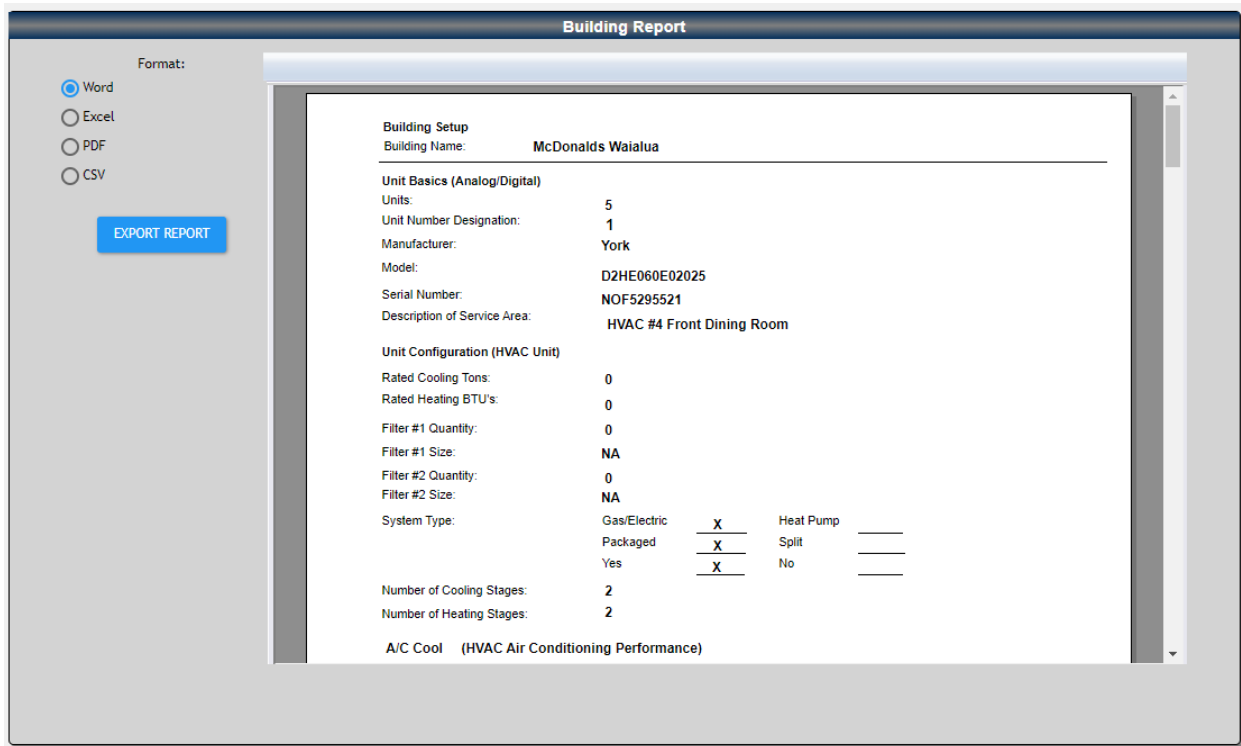 Building Report
Format:
Word
Excel
PDF
CSV
EXPORT REPORT
Building Setup
Building Name: McDonalds Waialua
Unit Basics (Analog/Digital)
Units: 5
Unit Number Designation: 1
Manufacturer: York
Model: D2HE060E02025
Serial Number: NOF5295521
Description of Service Area: HVAC #4 Front Dining Room
Unit Configuration (HVAC Unit)
Rated Cooling Tons: 0
Rated Heating BTU's: 0
Filter #1 Quantity: 0
Filter #1 Size: NA
Filter #2 Quantity: 0
Filter #2 Size: NA
System Type: Gas/Electric X Heat Pump
Packaged X Split
Yes X No
Number of Cooling Stages: 2
Number of Heating Stages: 2
A/C Cool (HVAC Air Conditioning Performance)